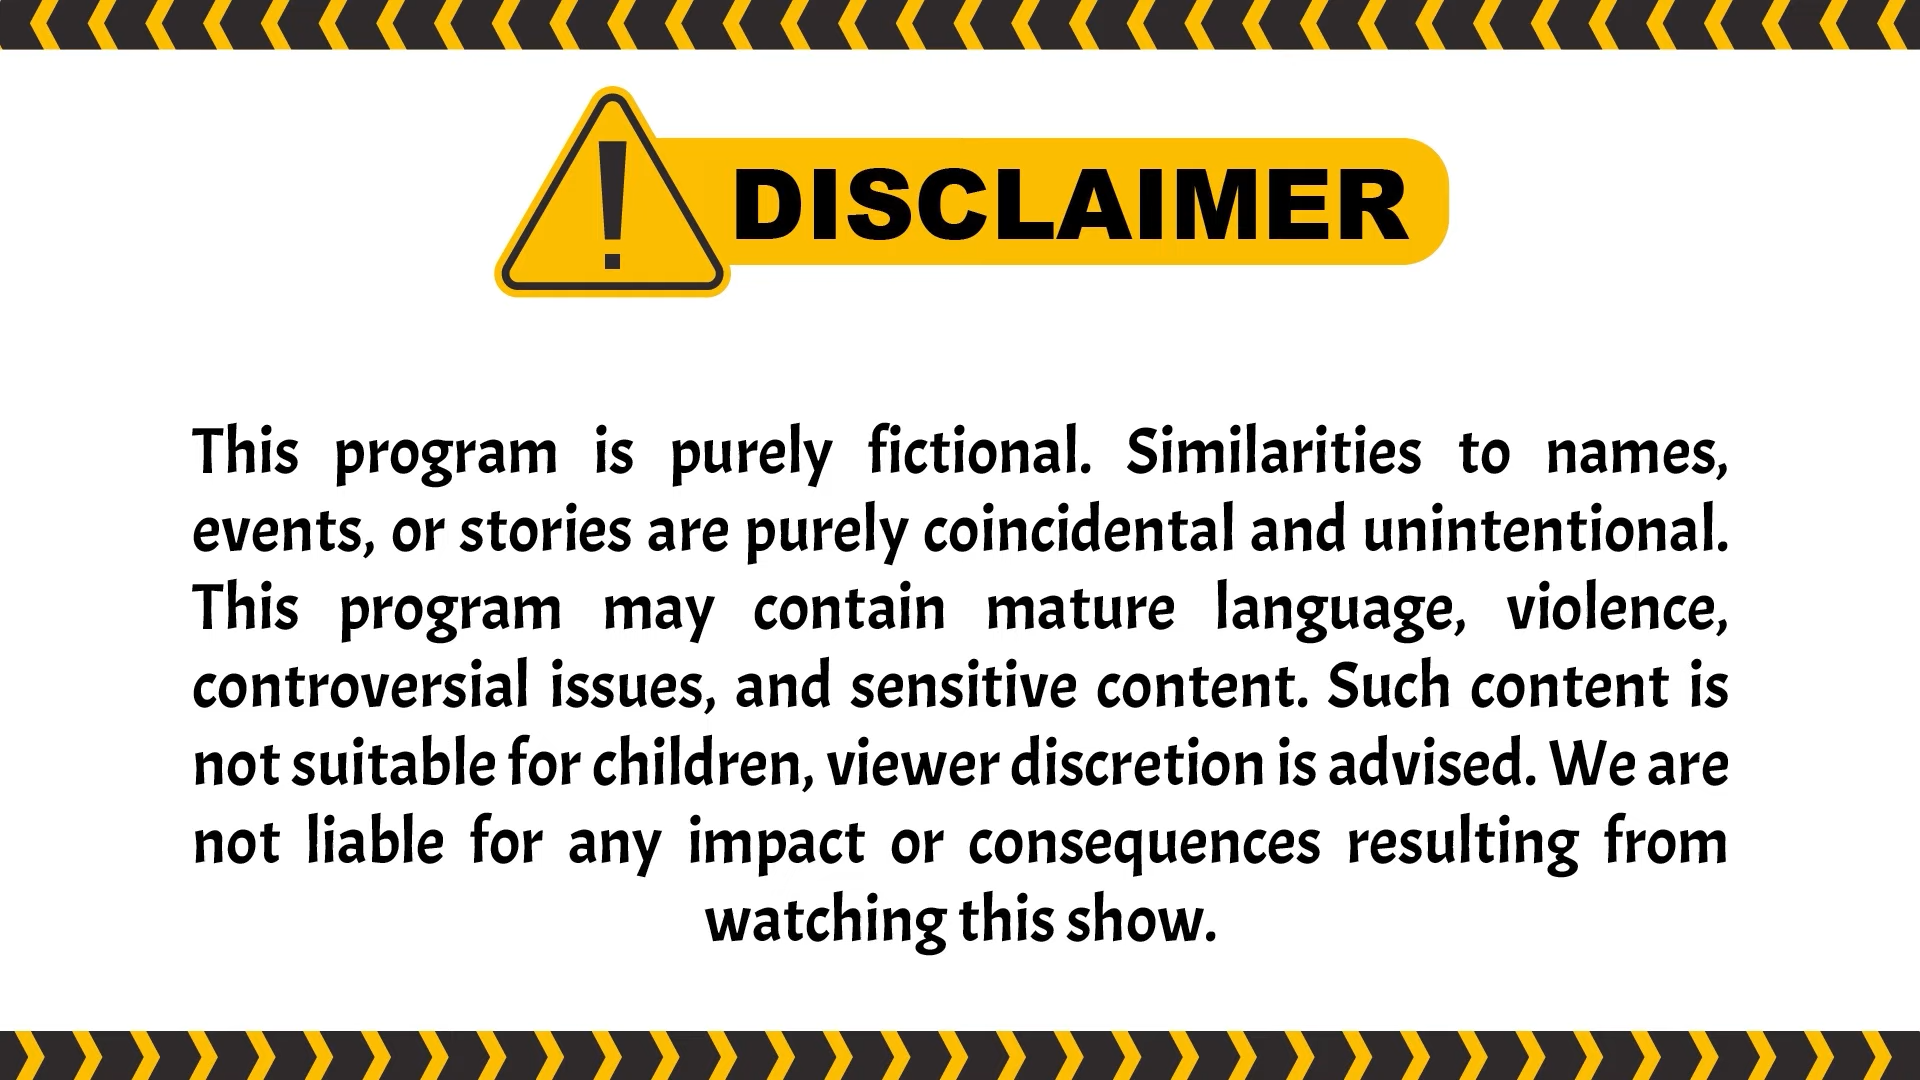 DISCLAIMER
This program is purely fictional. Similarities to names,
events, or stories are purely coincidental and unintentional.
This program may contain mature language, violence,
controversial issues, and sensitive content. Such content is
not suitable for children, viewer discretion is advised. We are
not liable for any impact or consequences resulting from
watching this show.